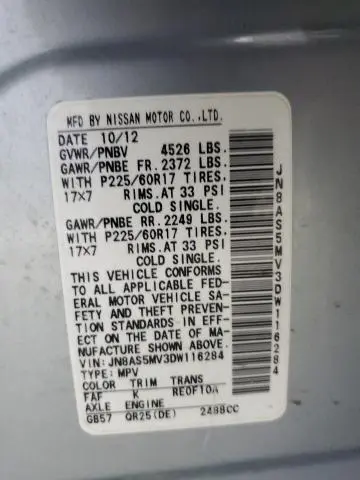 MFD BY NISSAN MOTOR CO.,LTD.
DATE 10/12
GVWR/PNBV 4526 LBS.
GAWR/PNBE FR. 2372 LBS.
WITH P225/60R17 TIRES,
17x7 RIMS.AT 33 PSI
COLD SINGLE.
GAWR/PNBE RR. 2249 LBS.
WITH P225/60R17 TIRES,
17x7 RIMS.AT 33 PSI
COLD SINGLE.
THIS VEHICLE CONFORMS
TO ALL APPLICABLE FED-
ERAL MOTOR VEHICLE SA-
FETY AND THEFT PREVEN-
TION STANDARDS IN EFF-
ECT ON THE DATE OF MA-
NUFACTURE SHOWN ABOVE.
VIN: JN8AS5MV3DW116284
TYPE: MPV
COLOR TRIM TRANS
FAF K RE0F10A
AXLE ENGINE
GB57 QR25(DE) 2488CC
JN8AS5MV3DW116284